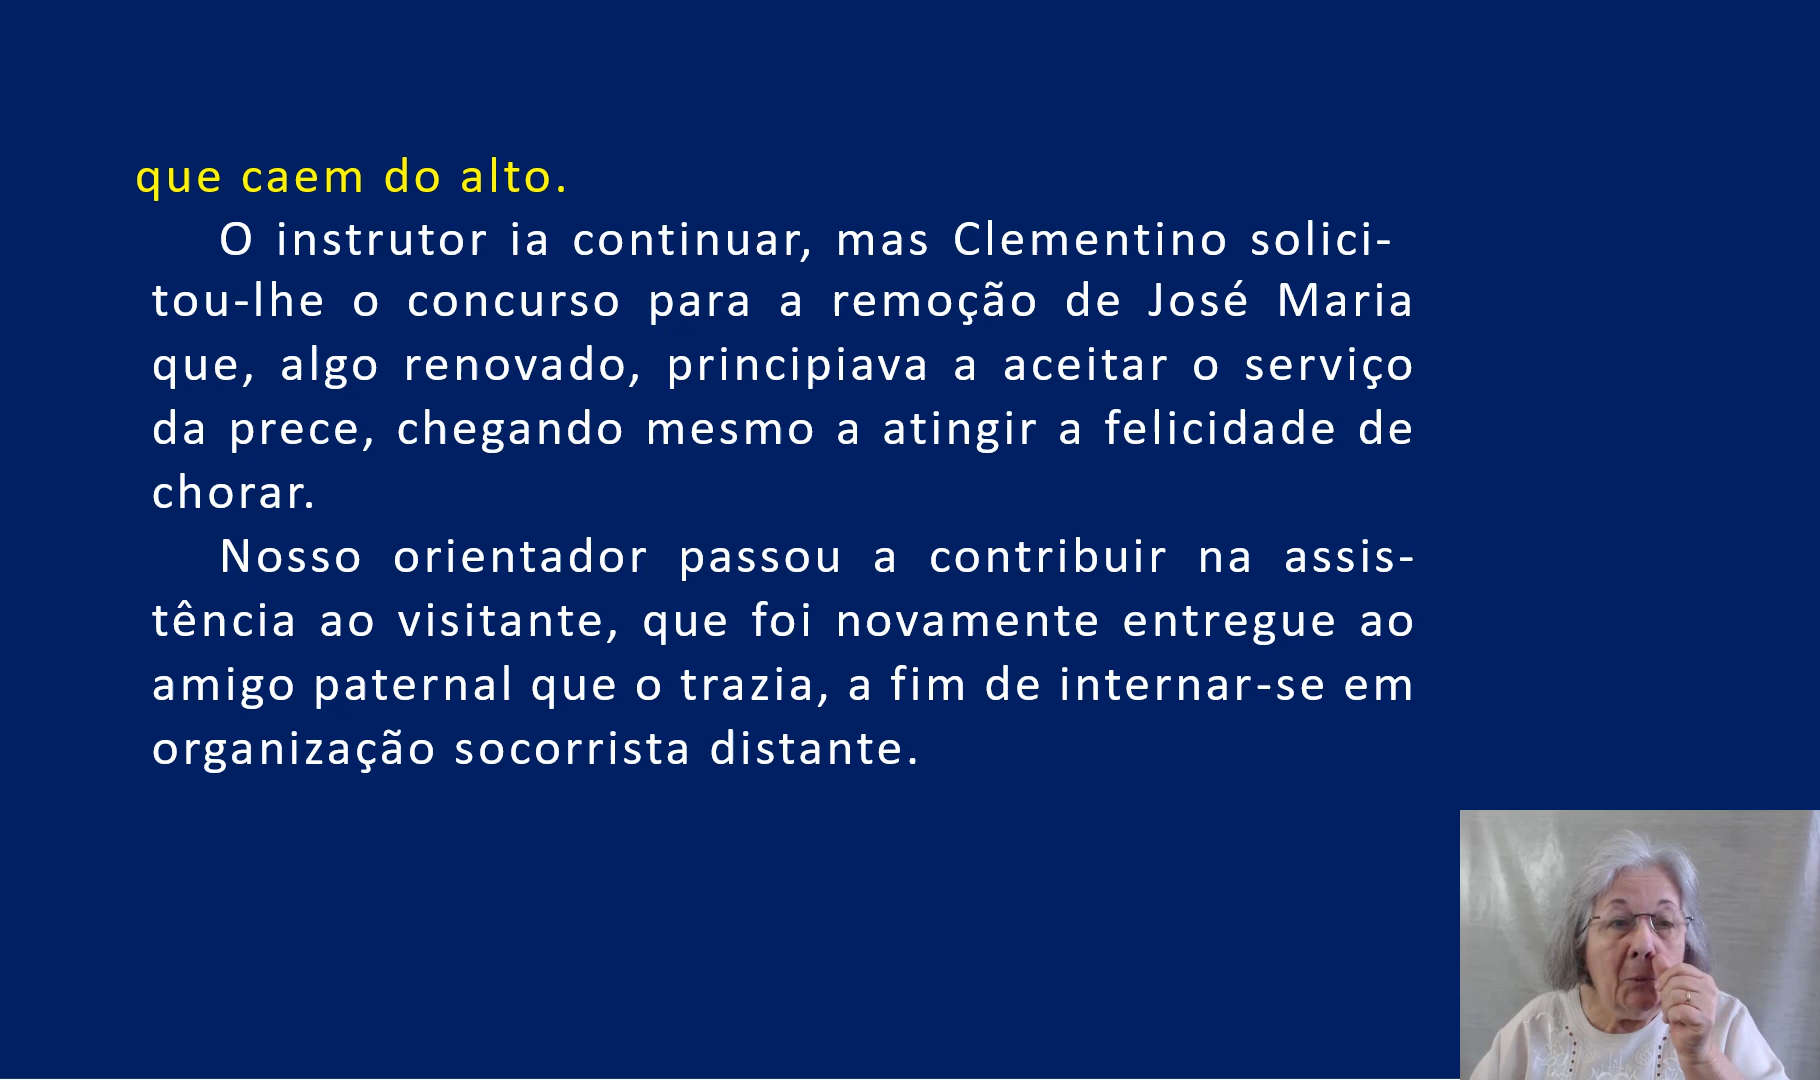 que caem do alto.
O instrutor ia continuar, mas Clementino solici-
tou-lhe o concurso para a remoção de José Maria
que, algo renovado, principiava a aceitar o serviço
da prece, chegando mesmo a atingir a felicidade de
chorar.
Nosso orientador passou a contribuir na assis-
tência ao visitante, que foi novamente entregue ao
amigo paternal que o trazia, a fim de internar-se em
organização socorrista distante.